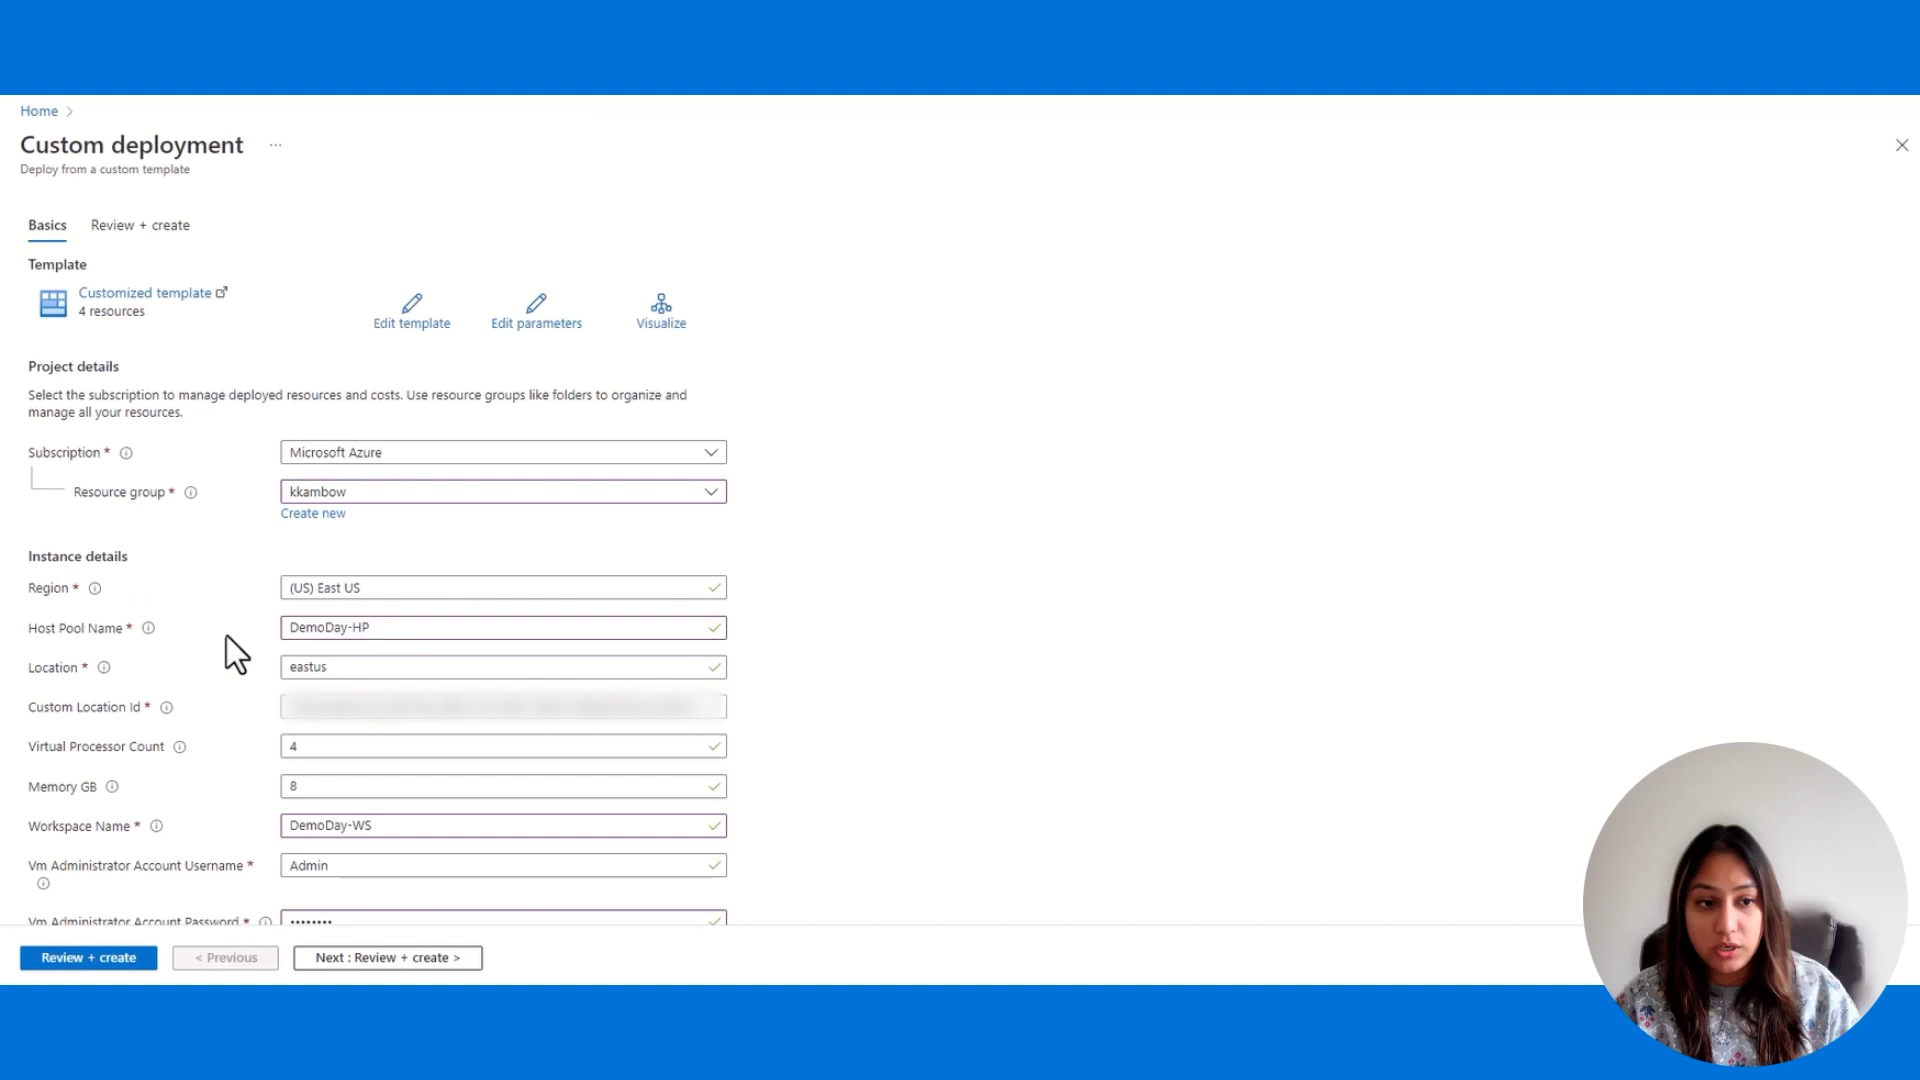 Home >
Custom deployment ...
Deploy from a custom template
Basics Review + create
Template
Customized template
4 resources
Edit template Edit parameters Visualize
Project details
Select the subscription to manage deployed resources and costs. Use resource groups like folders to organize and
manage all your resources.
Subscription * Microsoft Azure
Resource group * kkambow
Create new
Instance details
Region * (US) East US
Host Pool Name * DemoDay-HP
Location * eastus
Custom Location Id *
Virtual Processor Count 4
Memory GB 8
Workspace Name * DemoDay-WS
Vm Administrator Account Username * Admin
Vm Administrator Account Password * ••••••••
Review + create < Previous Next : Review + create >